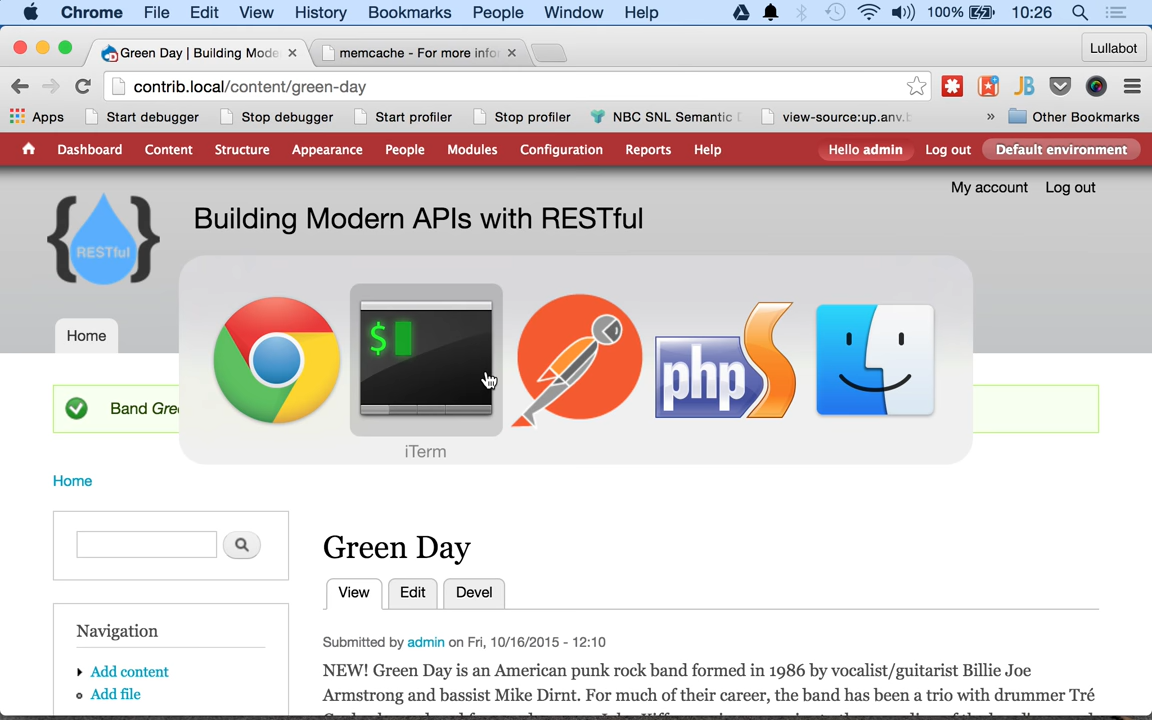 Chrome File Edit View History Bookmarks People Window Help 100% 10:26
Green Day | Building Mode memcache - For more info Lullabot
contrib.local/content/green-day
Apps Start debugger Stop debugger Start profiler Stop profiler NBC SNL Semantic view-source:up.anv.b » Other Bookmarks
Dashboard Content Structure Appearance People Modules Configuration Reports Help Hello admin Log out Default environment
My account Log out
{RESTful} Building Modern APIs with RESTful
Home
$
php S
Band Gre
iTerm
Home
Green Day
View Edit Devel
Navigation
Submitted by admin on Fri, 10/16/2015 - 12:10
Add content
NEW! Green Day is an American punk rock band formed in 1986 by vocalist/guitarist Billie Joe
Add file
Armstrong and bassist Mike Dirnt. For much of their career, the band has been a trio with drummer Tré